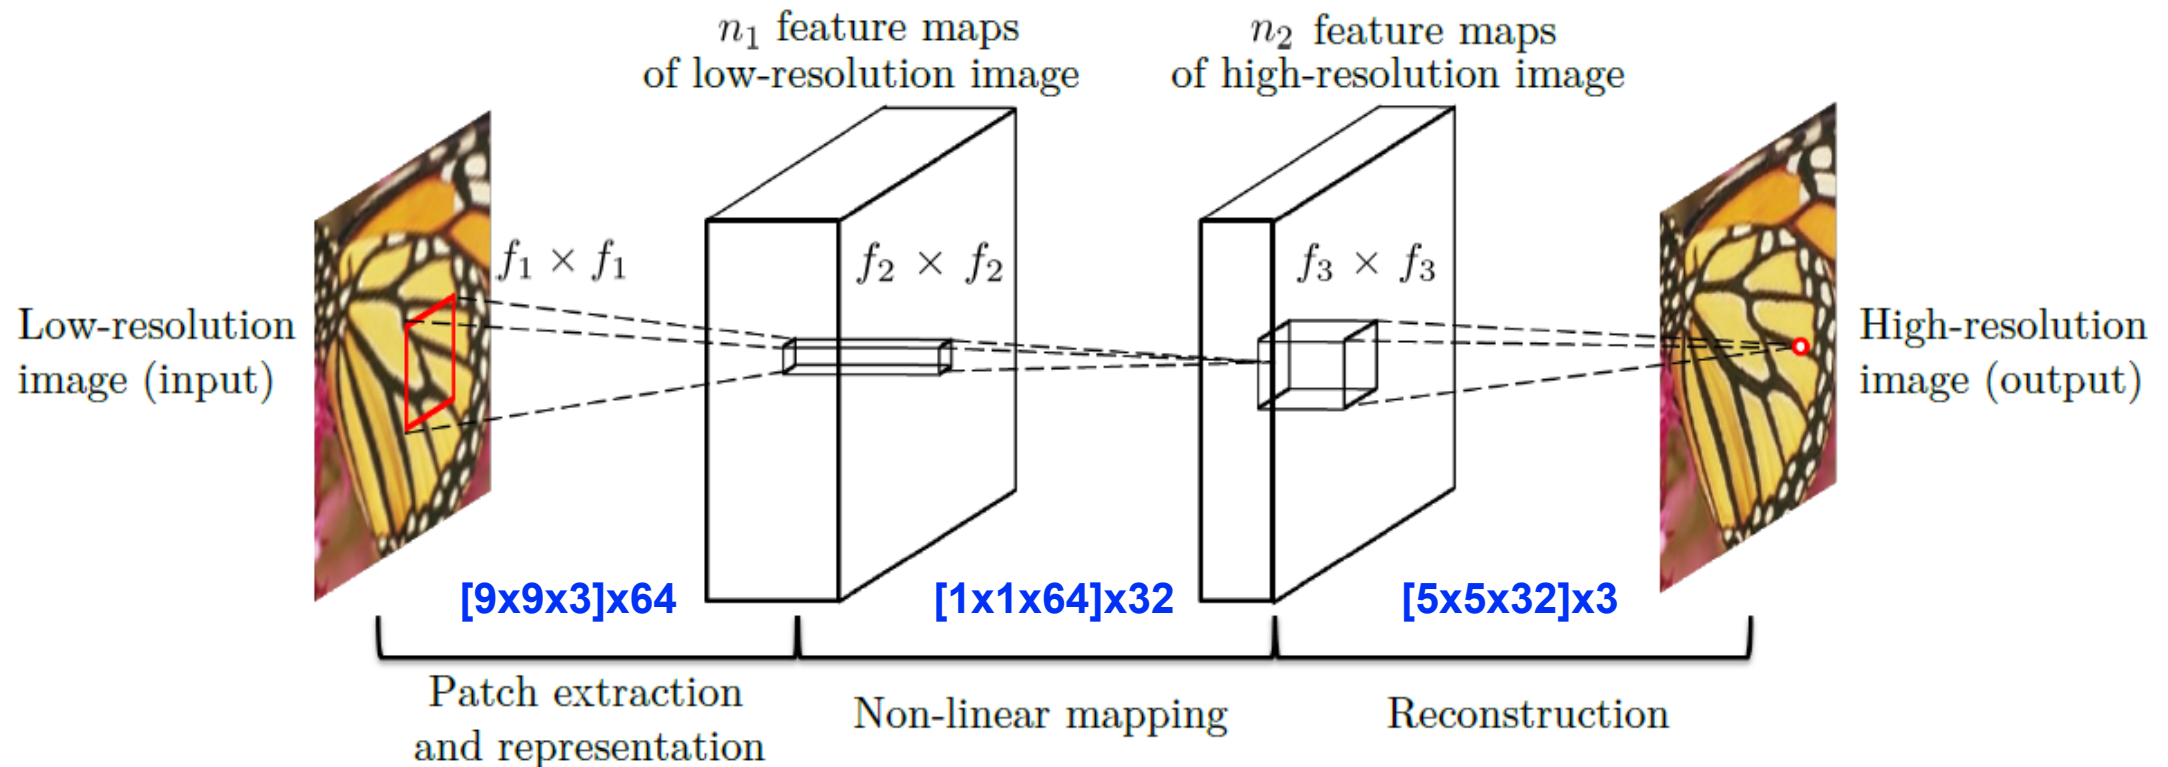 n₁ feature maps
of low-resolution image
n₂ feature maps
of high-resolution image
f₁ × f₁
f₂ × f₂
f₃ × f₃
Low-resolution
image (input)
High-resolution
image (output)
[9x9x3]x64
[1x1x64]x32
[5x5x32]x3
Patch extraction
and representation
Non-linear mapping
Reconstruction